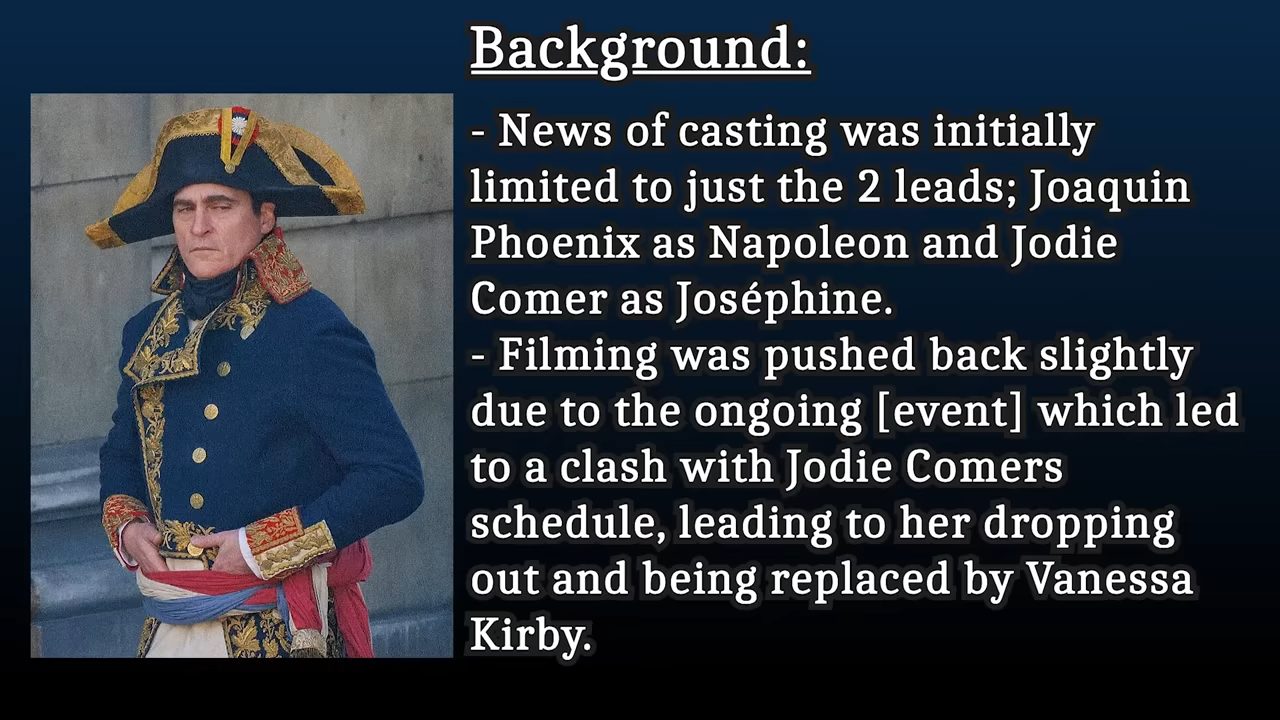 Background:
- News of casting was initially
limited to just the 2 leads; Joaquin
Phoenix as Napoleon and Jodie
Comer as Joséphine.
- Filming was pushed back slightly
due to the ongoing [event] which led
to a clash with Jodie Comers
schedule, leading to her dropping
out and being replaced by Vanessa
Kirby.